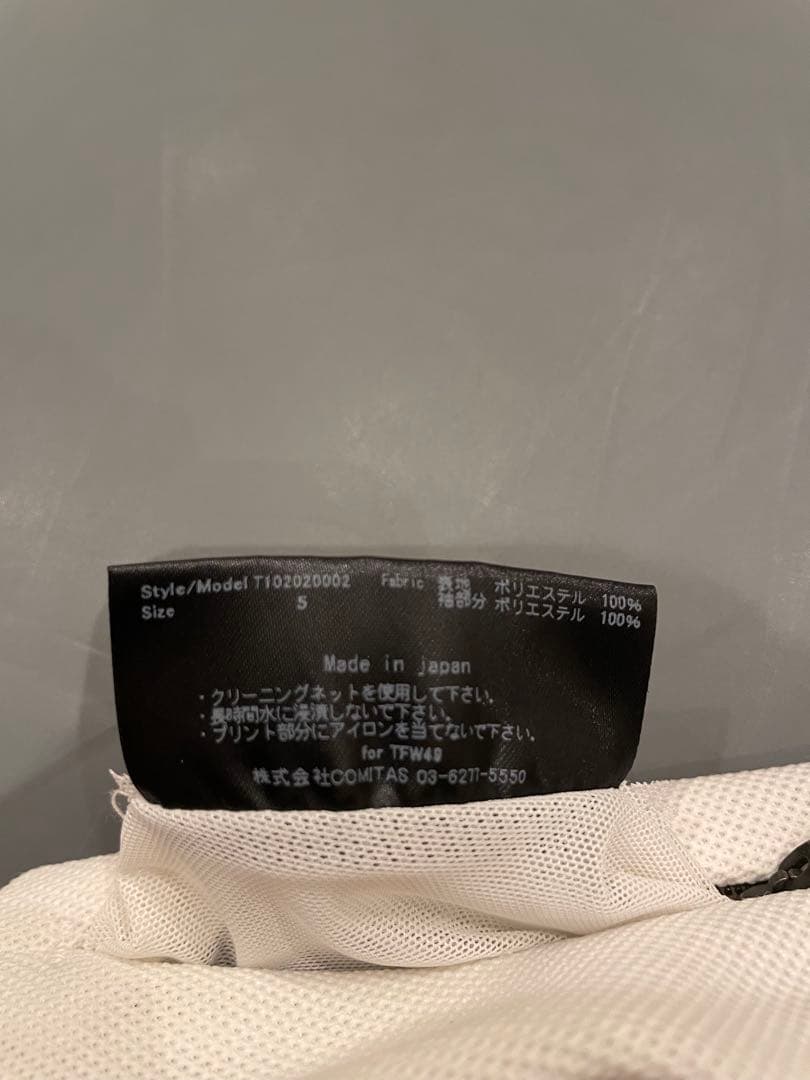 Style/Model T102020002 Fabric 表地 ポリエステル 100%
Size 5 袖部分 ポリエステル 100%
Made in japan
・クリーニングネットを使用して下さい。
・長時間水に浸漬しないで下さい。
・プリント部分にアイロンを当てないで下さい。
for TFW49
株式会社COMITAS 03-6277-5550